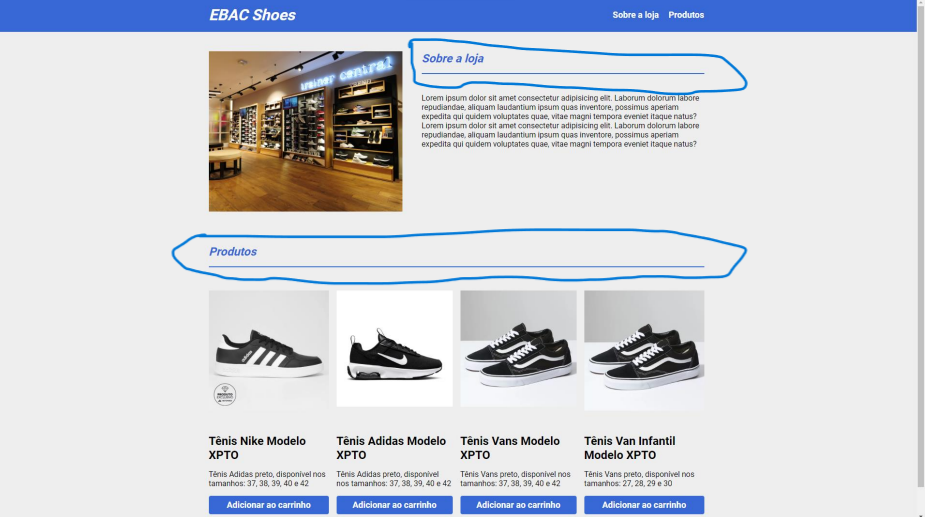 EBAC Shoes
Sobre a loja Produtos
trainer central
Sobre a loja
Lorem ipsum dolor sit amet consectetur adipisicing elit. Laborum dolorum labore
repudiandae, aliquam laudantium ipsum quas inventore, possimus aperiam
expedita qui quidem voluptates quae, vitae magni tempora eveniet itaque natus?
Lorem ipsum dolor sit amet consectetur adipisicing elit. Laborum dolorum labore
repudiandae, aliquam laudantium ipsum quas inventore, possimus aperiam
expedita qui quidem voluptates quae, vitae magni tempora eveniet itaque natus?
Produtos
adidas
Tênis Nike Modelo
XPTO
Tênis Adidas preto, disponível nos
tamanhos: 37, 38, 39, 40 e 42
Adicionar ao carrinho
Tênis Adidas Modelo
XPTO
Tênis Adidas preto, disponível
nos tamanhos: 37, 38, 39, 40 e 42
Adicionar ao carrinho
Tênis Vans Modelo
XPTO
Tênis Vans preto, disponível nos
tamanhos: 37, 38, 39, 40 e 42
Adicionar ao carrinho
Tênis Van Infantil
Modelo XPTO
Tênis Vans preto, disponível nos
tamanhos: 27, 28, 29 e 30
Adicionar ao carrinho